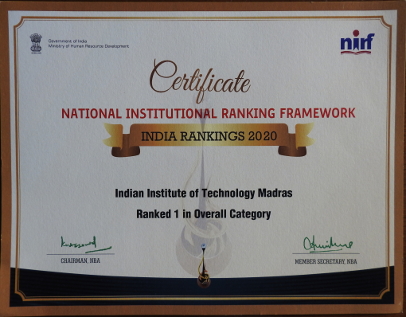 Government of India
Ministry of Human Resource Development
nirf
Certificate
NATIONAL INSTITUTIONAL RANKING FRAMEWORK
INDIA RANKINGS 2020
Indian Institute of Technology Madras
Ranked 1 in Overall Category
CHAIRMAN, NBA
MEMBER SECRETARY, NBA